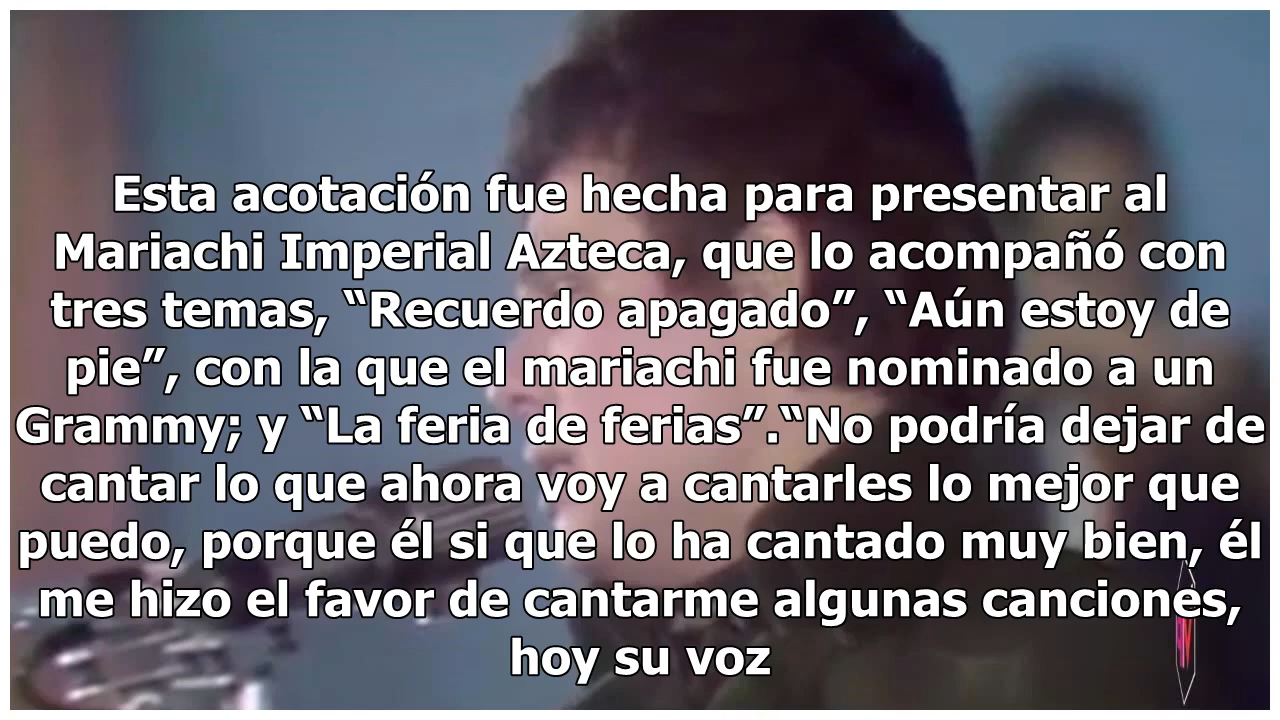 Esta acotación fue hecha para presentar al
Mariachi Imperial Azteca, que lo acompañó con
tres temas, “Recuerdo apagado”, “Aún estoy de
pie”, con la que el mariachi fue nominado a un
Grammy; y “La feria de ferias”.“No podría dejar de
cantar lo que ahora voy a cantarles lo mejor que
puedo, porque él si que lo ha cantado muy bien, él
me hizo el favor de cantarme algunas canciones,
hoy su voz